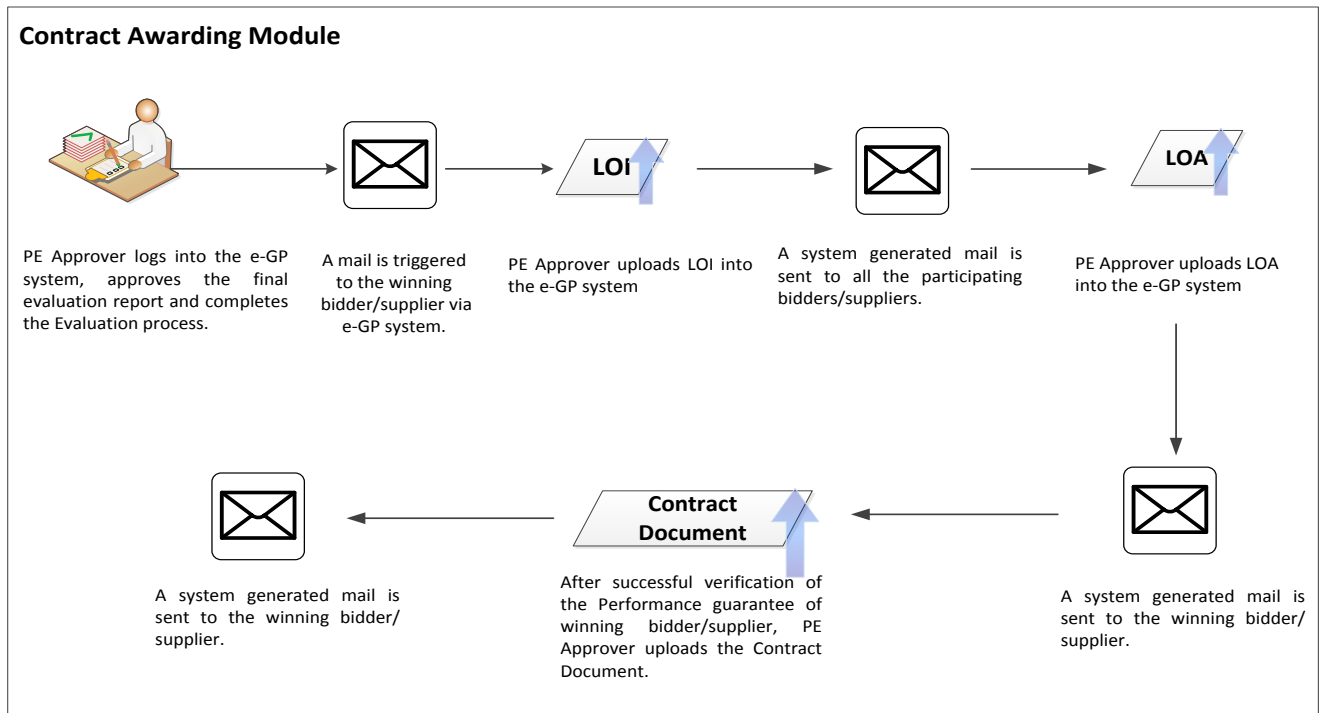 Contract Awarding Module
LOI
LOA
PE Approver logs into the e-GP
system, approves the final
evaluation report and completes
the Evaluation process.
A mail is triggered
to the winning
bidder/supplier via
e-GP system.
PE Approver uploads LOI into
the e-GP system
A system generated mail is
sent to all the participating
bidders/suppliers.
PE Approver uploads LOA
into the e-GP system
Contract
Document
A system generated mail is
sent to the winning bidder/
supplier.
After successful verification of
the Performance guarantee of
winning bidder/supplier, PE
Approver uploads the Contract
Document.
A system generated mail is
sent to the winning bidder/
supplier.